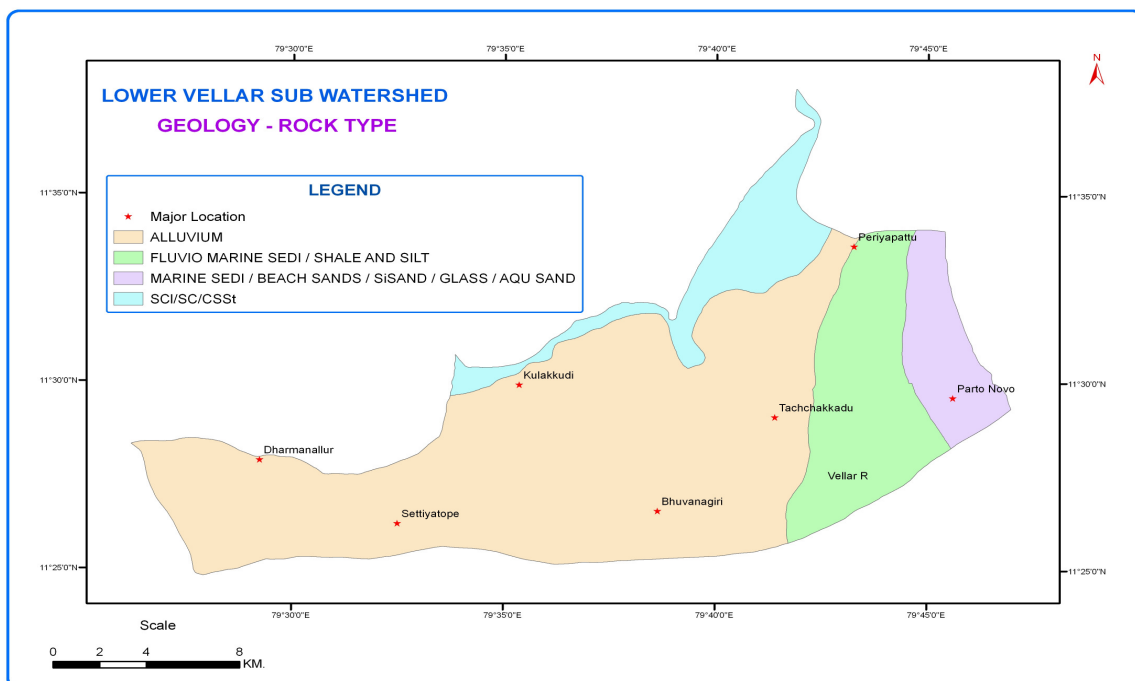 79°30'0"E 79°35'0"E 79°40'0"E 79°45'0"E
N
LOWER VELLAR SUB WATERSHED
GEOLOGY - ROCK TYPE
LEGEND
Major Location
ALLUVIUM
FLUVIO MARINE SEDI / SHALE AND SILT
MARINE SEDI / BEACH SANDS / SiSAND / GLASS / AQU SAND
SCI/SC/CSSt
11°35'0"N 11°35'0"N
Periyapattu
11°30'0"N 11°30'0"N
Kulakkudi
Parto Novo
Tachchakkadu
Dharmanallur
Vellar R
Bhuvanagiri
Settiyatope
11°25'0"N 11°25'0"N
79°30'0"E 79°35'0"E 79°40'0"E 79°45'0"E
Scale
0 2 4 8
KM.